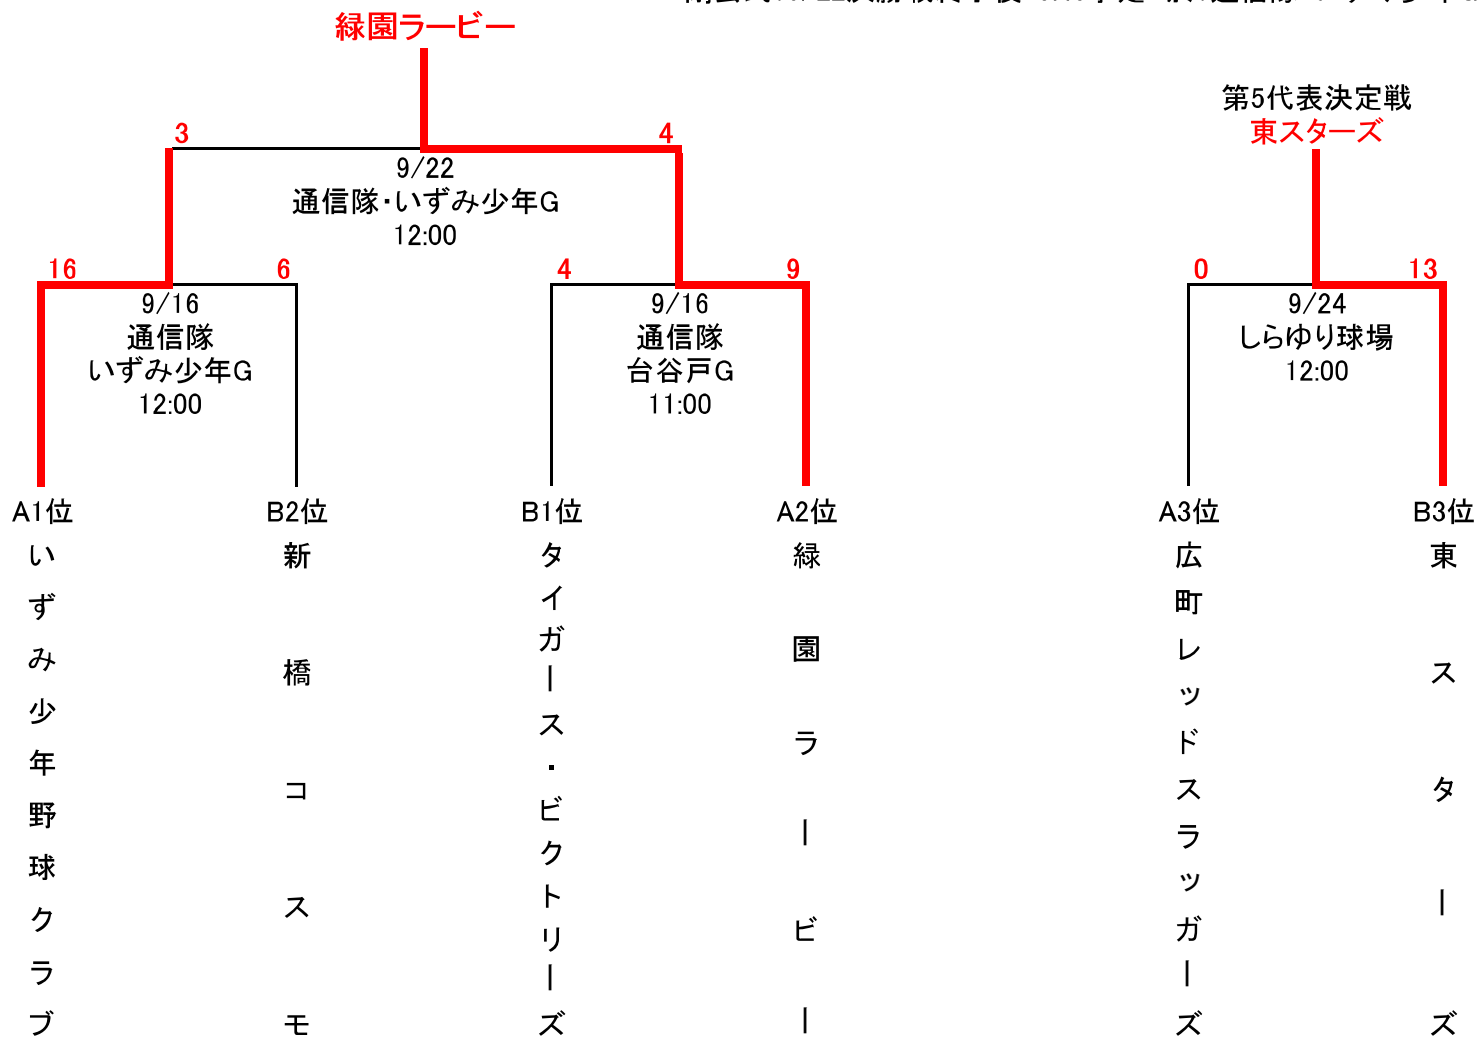 緑園ラービー
第5代表決定戦
東スターズ
3
4
9/22
通信隊・いずみ少年G
12:00
16
6
4
9
0
13
9/16
通信隊
いずみ少年G
12:00
9/16
通信隊
台谷戸G
11:00
9/24
しらゆり球場
12:00
A1位
B2位
B1位
A2位
A3位
B3位
いずみ少年野球クラブ
新橋コスモ
タイガース・ビクトリーズ
緑園ラービー
広町レッドスラッガーズ
東スターズ